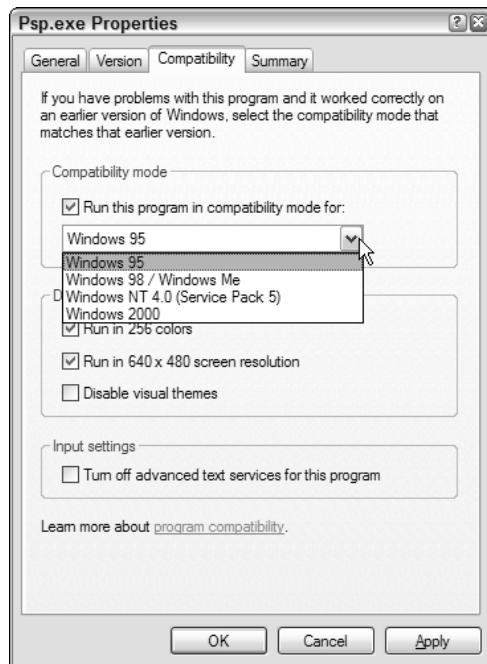 Psp.exe Properties
General Version Compatibility Summary
If you have problems with this program and it worked correctly on
an earlier version of Windows, select the compatibility mode that
matches that earlier version.
Compatibility mode
Run this program in compatibility mode for:
Windows 95
Windows 95
Windows 98 / Windows Me
Windows NT 4.0 (Service Pack 5)
Windows 2000
D
Run in 256 colors
Run in 640 x 480 screen resolution
Disable visual themes
Input settings
Turn off advanced text services for this program
Learn more about program compatibility.
OK Cancel Apply